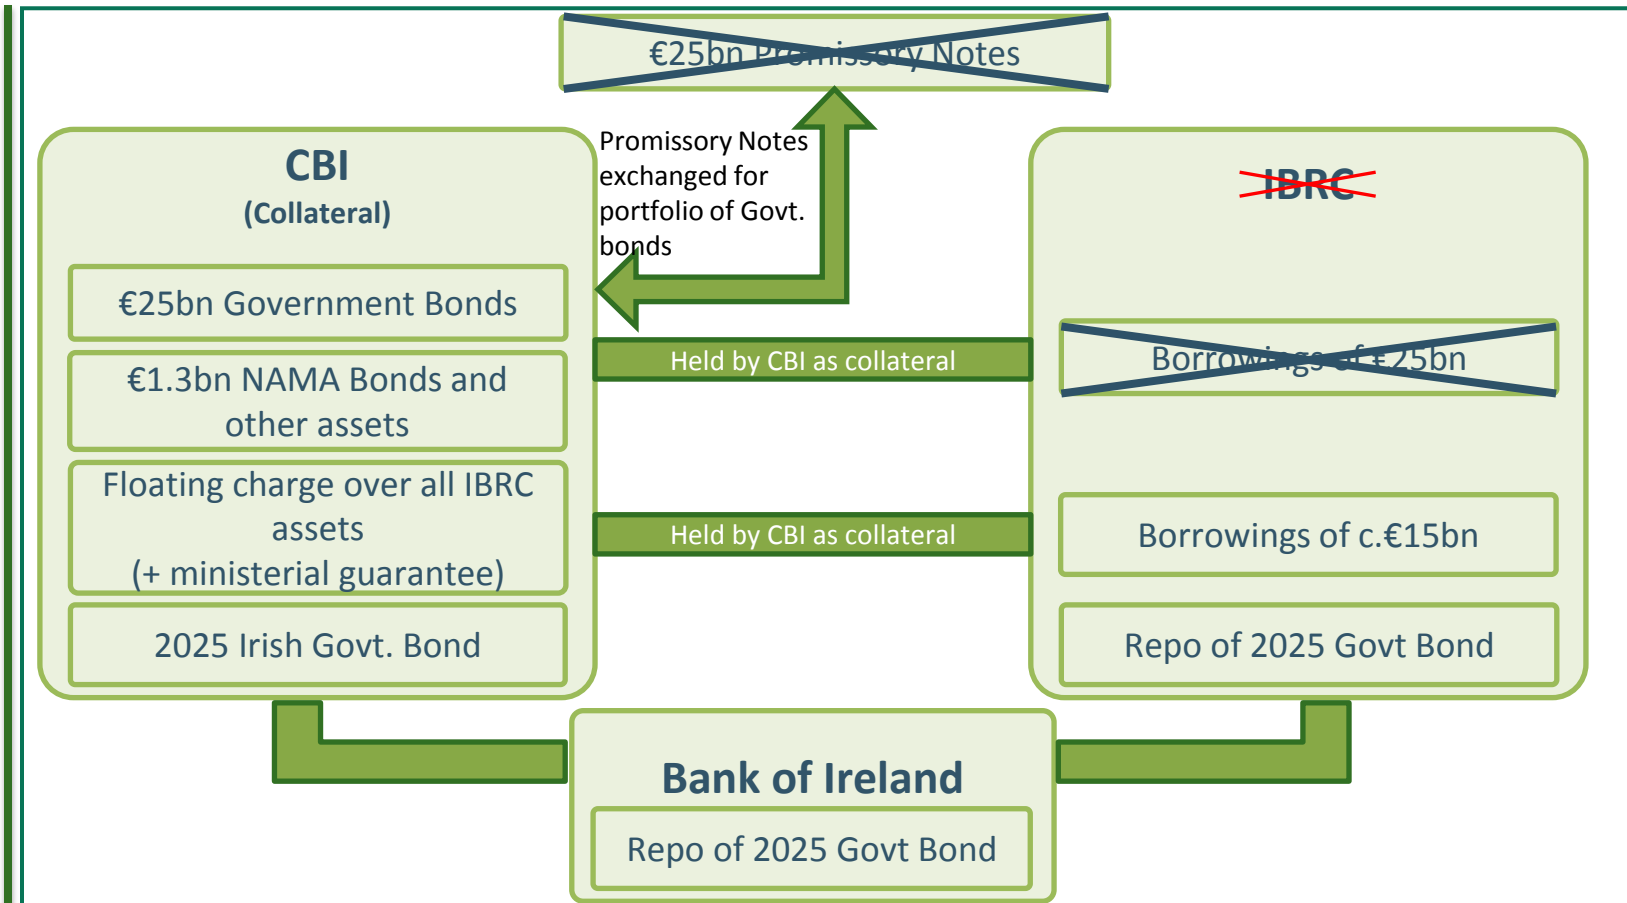 €25bn Promissory Notes
Promissory Notes
exchanged for
portfolio of Govt.
bonds
CBI
(Collateral)
€25bn Government Bonds
€1.3bn NAMA Bonds and
other assets
Floating charge over all IBRC
assets
(+ ministerial guarantee)
2025 Irish Govt. Bond
Held by CBI as collateral
Held by CBI as collateral
IBRC
Borrowings of €25bn
Borrowings of c.€15bn
Repo of 2025 Govt Bond
Bank of Ireland
Repo of 2025 Govt Bond